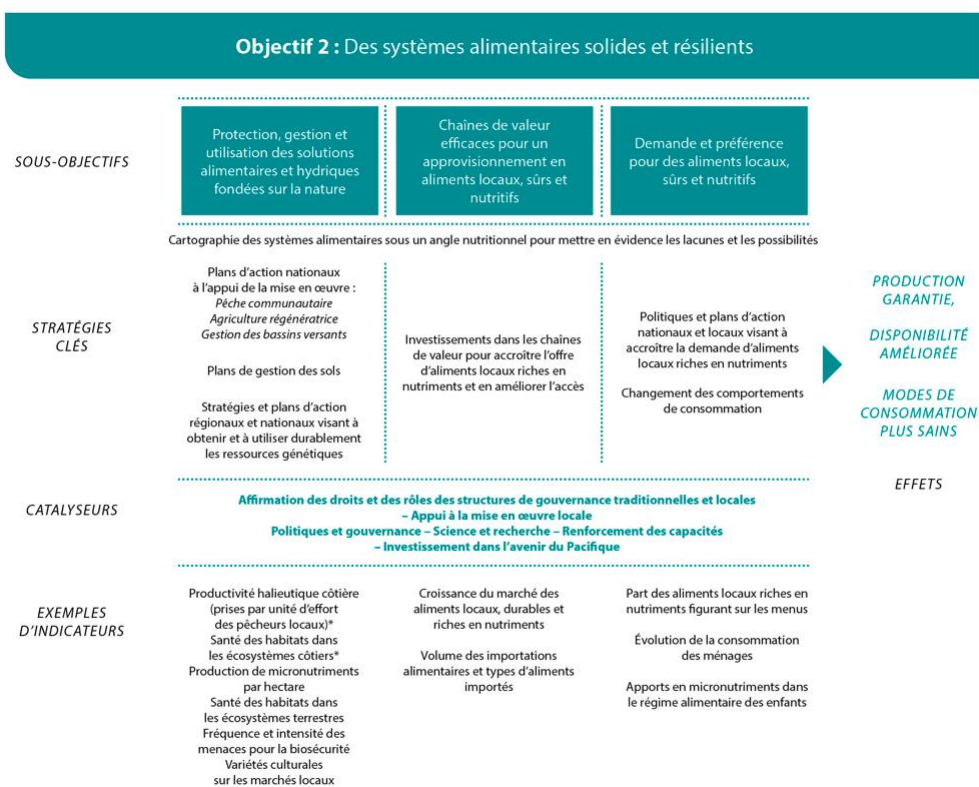 Objectif 2 : Des systèmes alimentaires solides et résilients
SOUS-OBJECTIFS
Protection, gestion et
utilisation des solutions
alimentaires et hydriques
fondées sur la nature
Chaînes de valeur
efficaces pour un
approvisionnement en
aliments locaux, sûrs et
nutritifs
Demande et préférence
pour des aliments locaux,
sûrs et nutritifs
Cartographie des systèmes alimentaires sous un angle nutritionnel pour mettre en évidence les lacunes et les possibilités
STRATÉGIES
CLÉS
Plans d'action nationaux
à l'appui de la mise en œuvre :
Pêche communautaire
Agriculture régénératrice
Gestion des bassins versants
Plans de gestion des sols
Stratégies et plans d'action
régionaux et nationaux visant à
obtenir et à utiliser durablement
les ressources génétiques
Investissements dans les chaînes
de valeur pour accroître l'offre
d'aliments locaux riches en
nutriments et en améliorer l'accès
Politiques et plans d'action
nationaux et locaux visant à
accroître la demande d'aliments
locaux riches en nutriments
Changement des comportements
de consommation
PRODUCTION
GARANTIE,
DISPONIBILITÉ
AMÉLIORÉE
MODES DE
CONSOMMATION
PLUS SAINS
EFFETS
CATALYSEURS
Affirmation des droits et des rôles des structures de gouvernance traditionnelles et locales
– Appui à la mise en œuvre locale
Politiques et gouvernance – Science et recherche – Renforcement des capacités
– Investissement dans l'avenir du Pacifique
EXEMPLES
D'INDICATEURS
Productivité halieutique côtière
(prises par unité d'effort
des pêcheurs locaux)*
Santé des habitats dans
les écosystèmes côtiers*
Production de micronutriments
par hectare
Santé des habitats dans
les écosystèmes terrestres
Fréquence et intensité des
menaces pour la biosécurité
Variétés culturales
sur les marchés locaux
Croissance du marché des
aliments locaux, durables et
riches en nutriments
Volume des importations
alimentaires et types d'aliments
importés
Part des aliments locaux riches en
nutriments figurant sur les menus
Évolution de la consommation
des ménages
Apports en micronutriments dans
le régime alimentaire des enfants